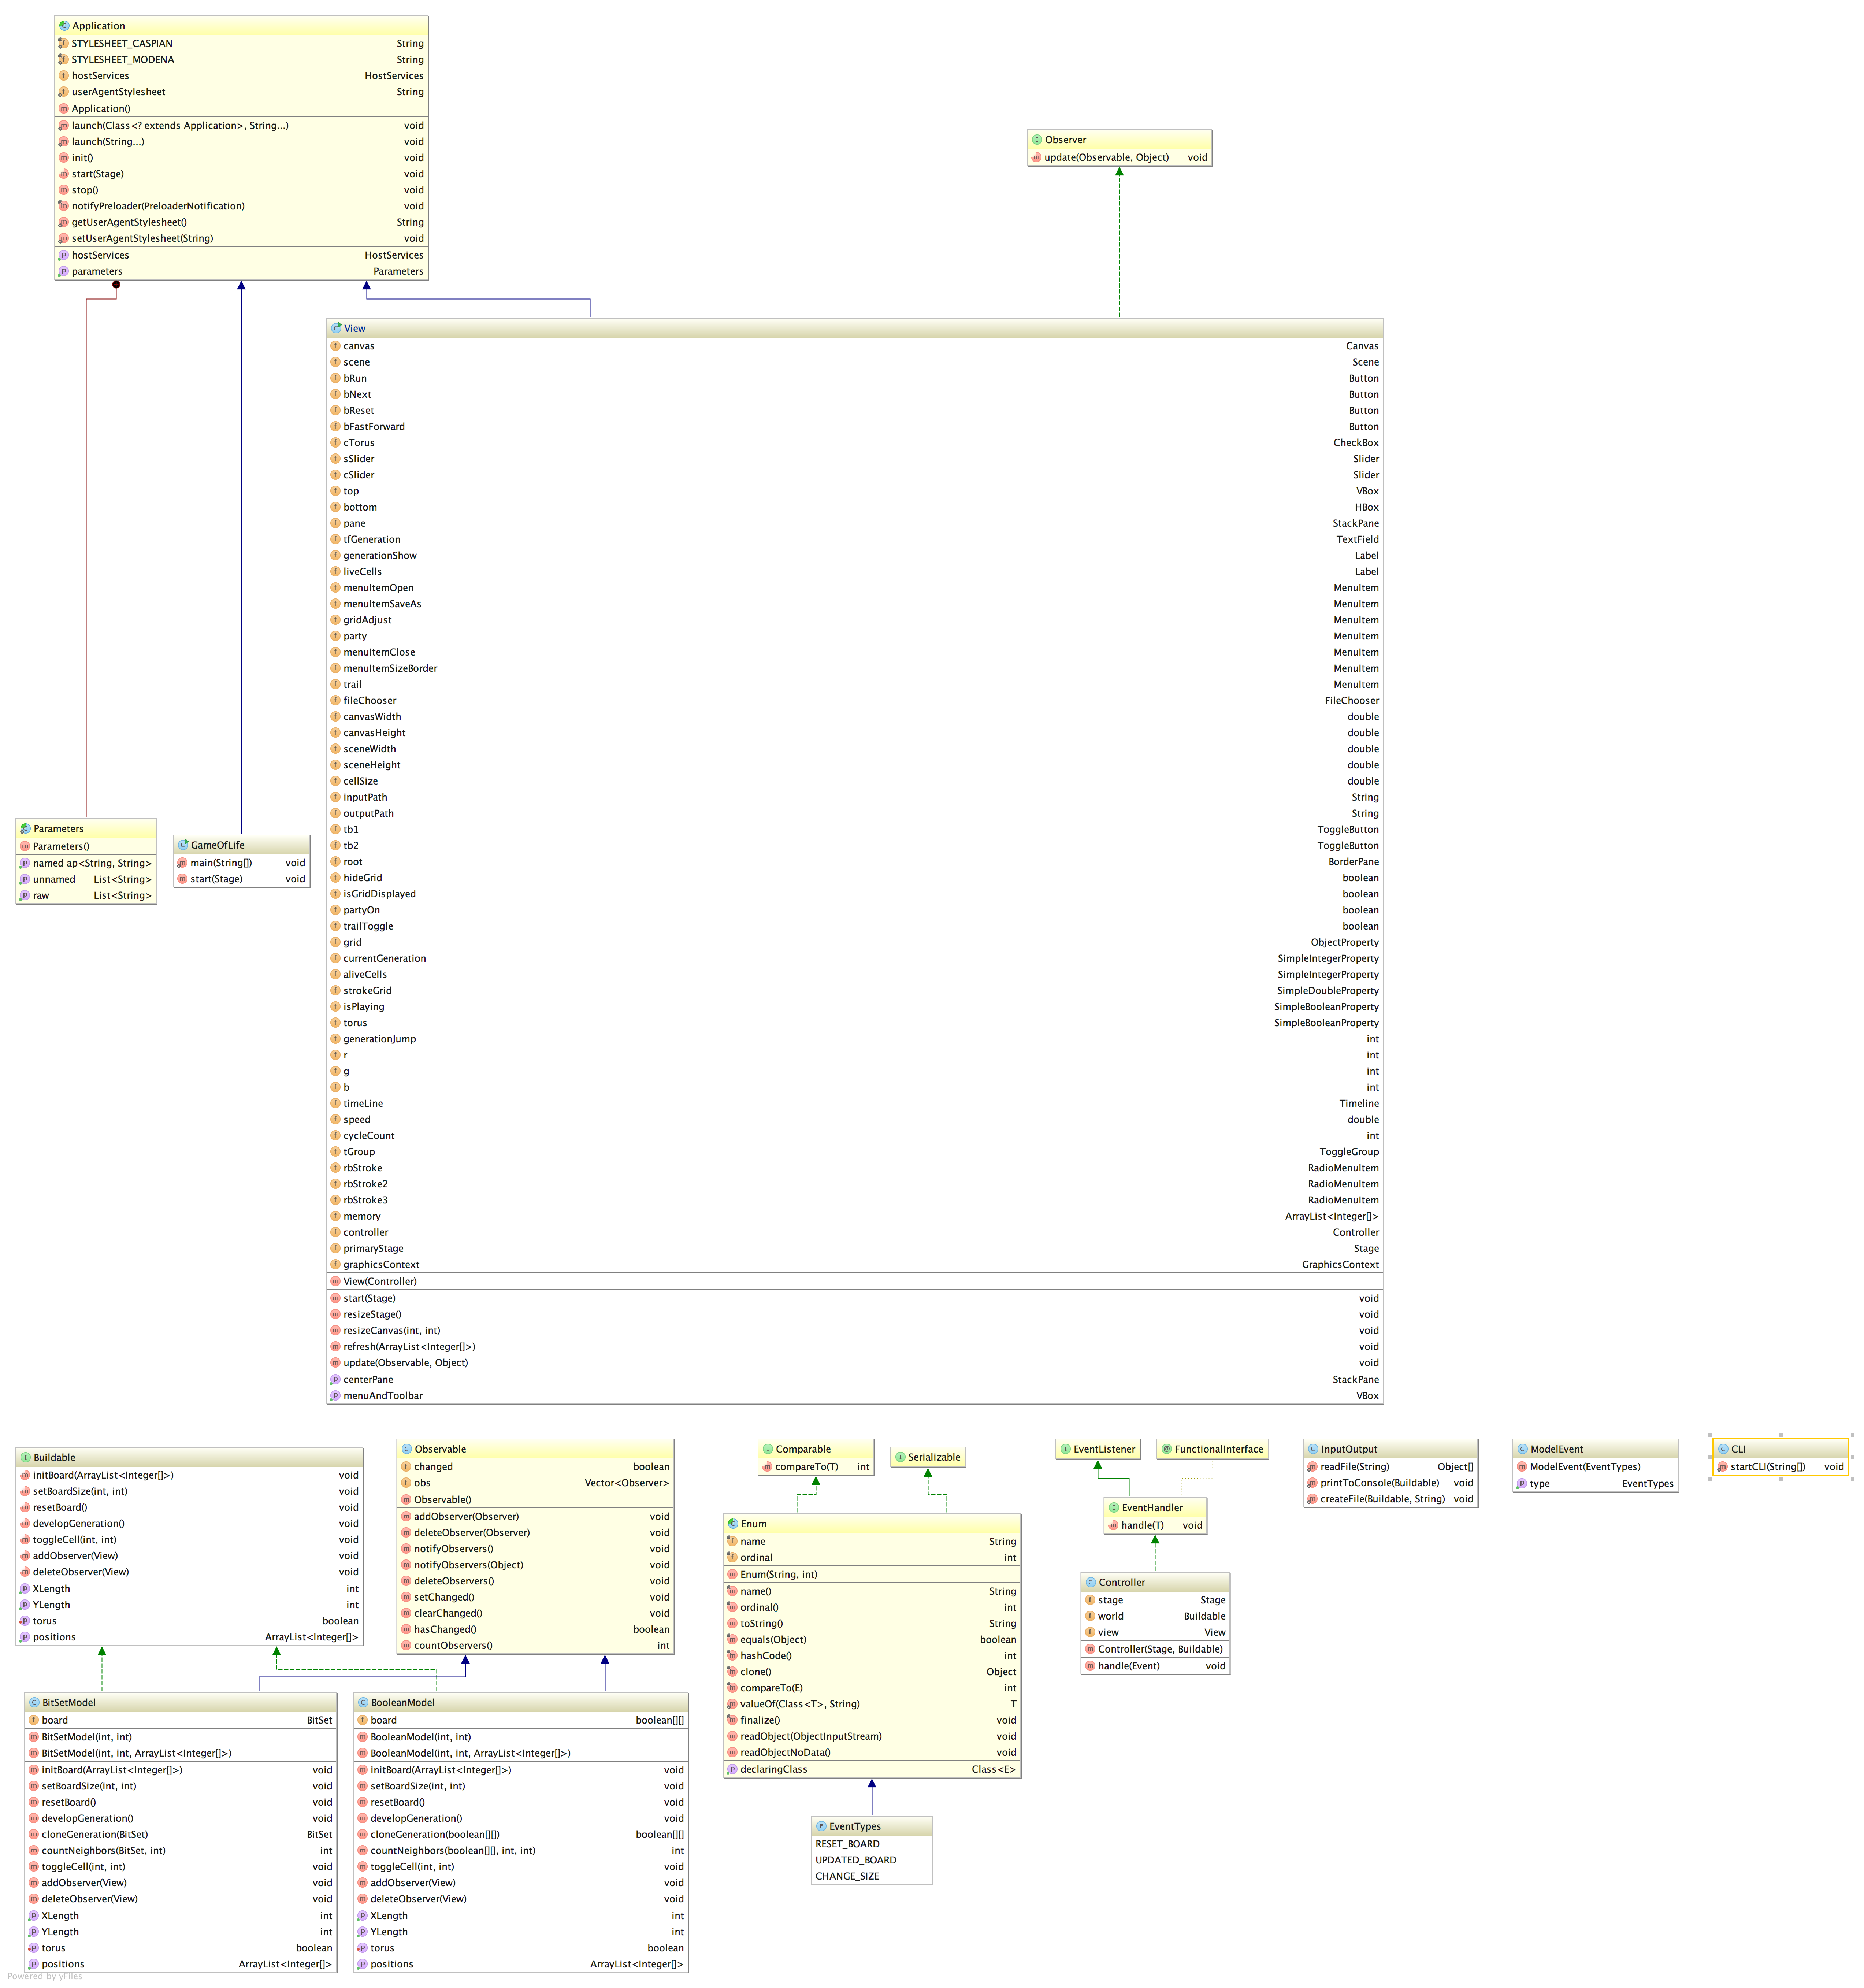 Application
STYLESHEET_CASPIAN String
STYLESHEET_MODENA String
hostServices HostServices
userAgentStylesheet String
Application()
launch(Class<? extends Application>, String...) void
launch(String...) void
init() void
start(Stage) void
stop() void
notifyPreloader(PreloaderNotification) void
getUserAgentStylesheet() String
setUserAgentStylesheet(String) void
hostServices HostServices
parameters Parameters
Observer
update(Observable, Object) void
View
canvas Canvas
scene Scene
bRun Button
bNext Button
bReset Button
bFastForward Button
cTorus CheckBox
sSlider Slider
cSlider Slider
top VBox
bottom HBox
pane StackPane
tfGeneration TextField
generationShow Label
liveCells Label
menuItemOpen MenuItem
menuItemSaveAs MenuItem
gridAdjust MenuItem
party MenuItem
menuItemClose MenuItem
menuItemSizeBorder MenuItem
trail MenuItem
fileChooser FileChooser
canvasWidth double
canvasHeight double
sceneWidth double
sceneHeight double
cellSize double
inputPath String
outputPath String
tb1 ToggleButton
tb2 ToggleButton
root BorderPane
hideGrid boolean
isGridDisplayed boolean
partyOn boolean
trailToggle boolean
grid ObjectProperty
currentGeneration SimpleIntegerProperty
aliveCells SimpleIntegerProperty
strokeGrid SimpleDoubleProperty
isPlaying SimpleBooleanProperty
torus SimpleBooleanProperty
generationJump int
r int
g int
b int
timeLine Timeline
speed double
cycleCount int
tGroup ToggleGroup
rbStroke RadioMenuItem
rbStroke2 RadioMenuItem
rbStroke3 RadioMenuItem
memory ArrayList<Integer[]>
controller Controller
primaryStage Stage
graphicsContext GraphicsContext
View(Controller)
start(Stage) void
resizeStage() void
resizeCanvas(int, int) void
refresh(ArrayList<Integer[]>) void
update(Observable, Object) void
centerPane StackPane
menuAndToolbar VBox
Parameters
Parameters()
named ap<String, String>
unnamed List<String>
raw List<String>
GameOfLife
main(String[]) void
start(Stage) void
Buildable
initBoard(ArrayList<Integer[]>) void
setBoardSize(int, int) void
resetBoard() void
developGeneration() void
toggleCell(int, int) void
addObserver(View) void
deleteObserver(View) void
XLength int
YLength int
torus boolean
positions ArrayList<Integer[]>
Observable
changed boolean
obs Vector<Observer>
Observable()
addObserver(Observer) void
deleteObserver(Observer) void
notifyObservers() void
notifyObservers(Object) void
deleteObservers() void
setChanged() void
clearChanged() void
hasChanged() boolean
countObservers() int
Comparable
compareTo(T) int
Serializable
Enum
name String
ordinal int
Enum(String, int)
name() String
ordinal() int
toString() String
equals(Object) boolean
hashCode() int
clone() Object
compareTo(E) int
valueOf(Class<T>, String) T
finalize() void
readObject(ObjectInputStream) void
readObjectNoData() void
declaringClass Class<E>
EventTypes
RESET_BOARD
UPDATED_BOARD
CHANGE_SIZE
EventListener
FunctionalInterface
EventHandler
handle(T) void
Controller
stage Stage
world Buildable
view View
Controller(Stage, Buildable)
handle(Event) void
InputOutput
readFile(String) Object[]
printToConsole(Buildable) void
createFile(Buildable, String) void
ModelEvent
ModelEvent(EventTypes)
type EventTypes
CLI
startCLI(String[]) void
BitSetModel
board BitSet
BitSetModel(int, int)
BitSetModel(int, int, ArrayList<Integer[]>)
initBoard(ArrayList<Integer[]>) void
setBoardSize(int, int) void
resetBoard() void
developGeneration() void
cloneGeneration(BitSet) BitSet
countNeighbors(BitSet, int) int
toggleCell(int, int) void
addObserver(View) void
deleteObserver(View) void
XLength int
YLength int
torus boolean
positions ArrayList<Integer[]>
BooleanModel
board boolean[][]
BooleanModel(int, int)
BooleanModel(int, int, ArrayList<Integer[]>)
initBoard(ArrayList<Integer[]>) void
setBoardSize(int, int) void
resetBoard() void
developGeneration() void
cloneGeneration(boolean[][]) boolean[][]
countNeighbors(boolean[][], int, int) int
toggleCell(int, int) void
addObserver(View) void
deleteObserver(View) void
XLength int
YLength int
torus boolean
positions ArrayList<Integer[]>
Powered by yFiles